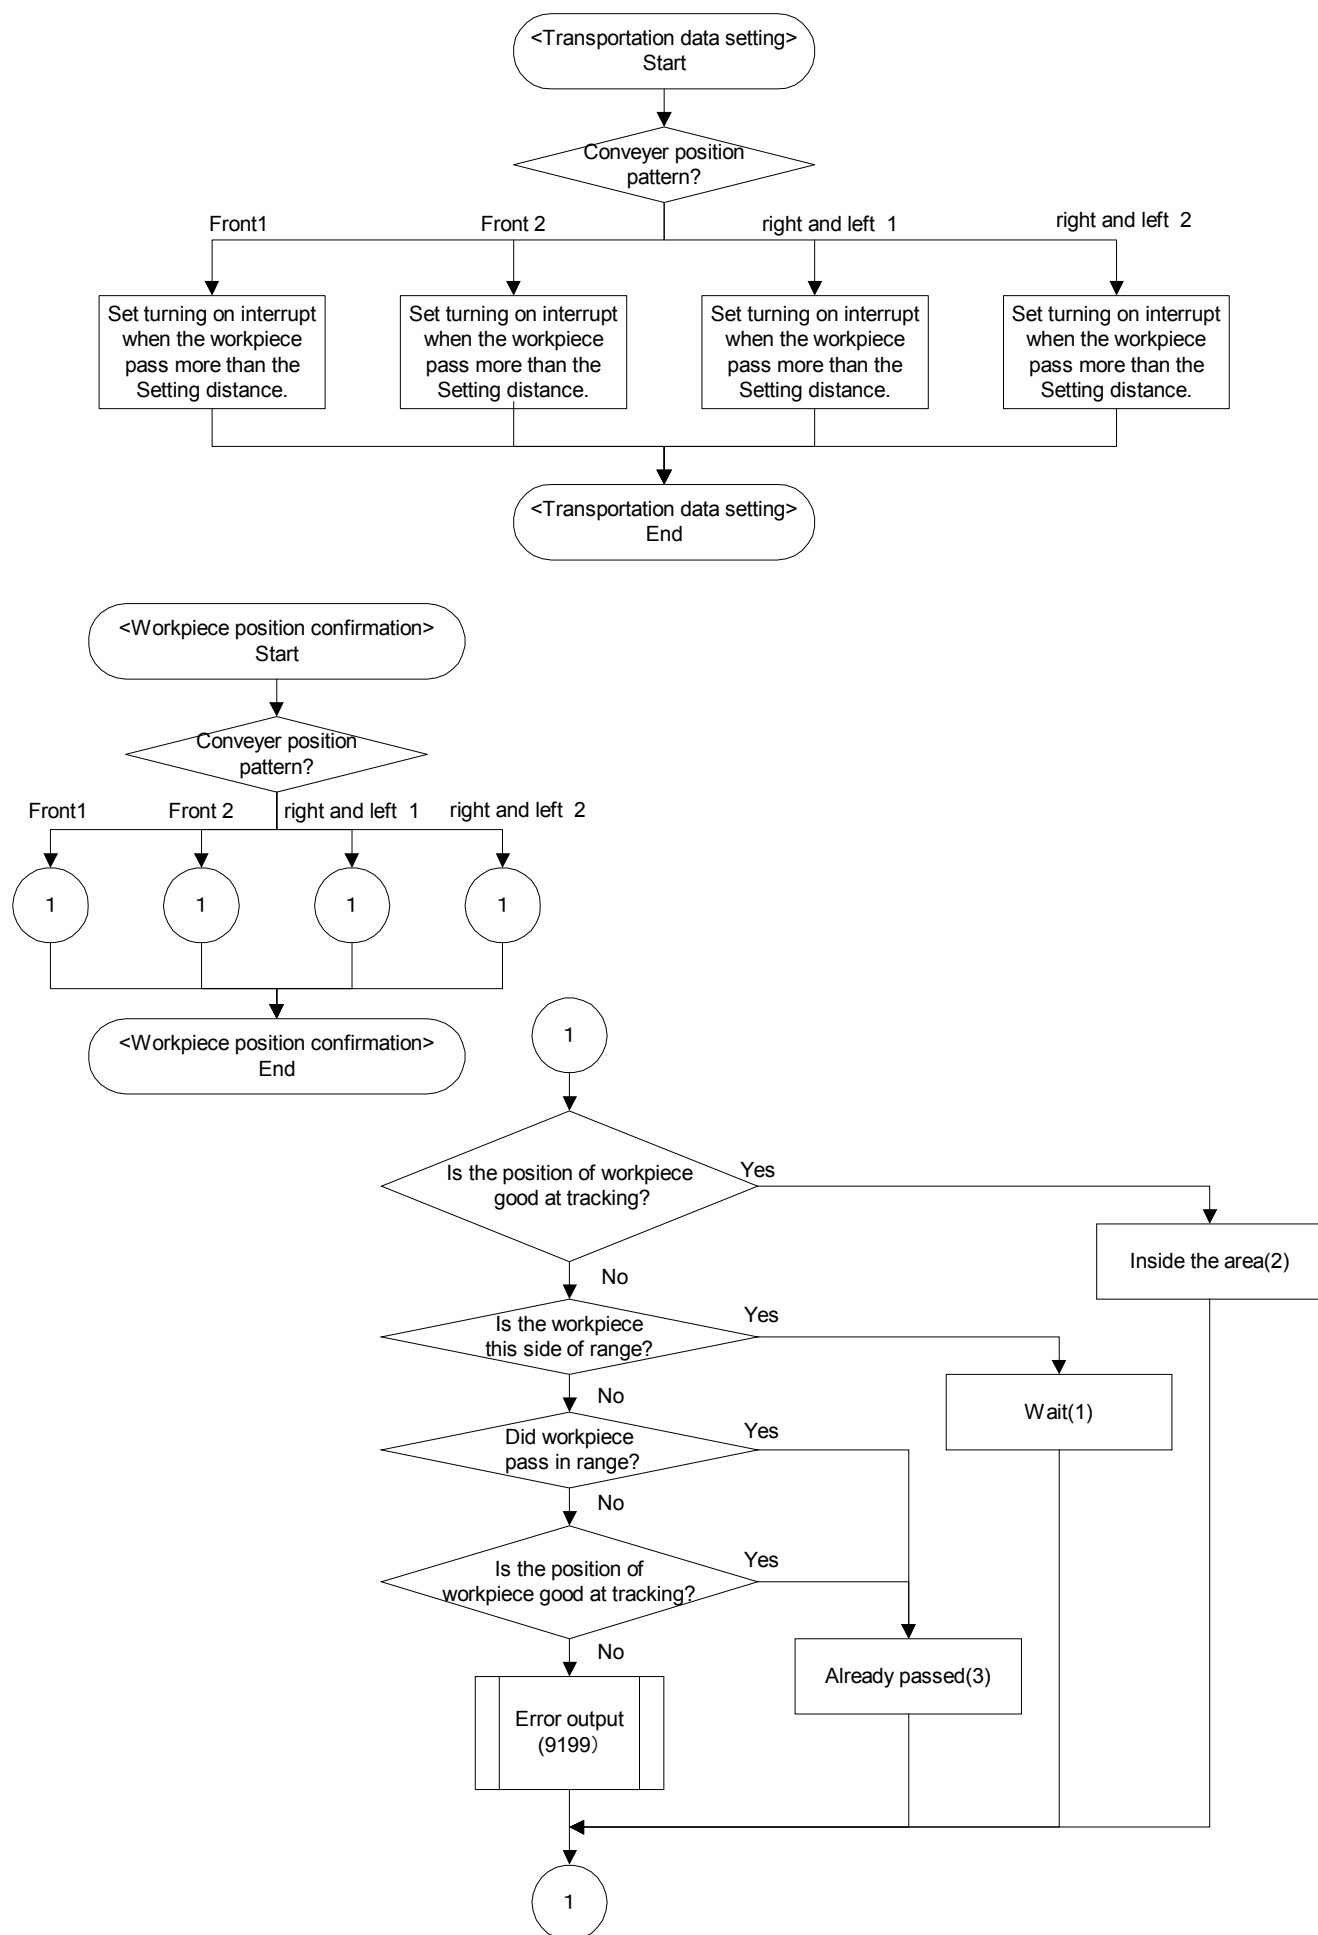 <Transportation data setting>
Start
Conveyer position
pattern?
Front1
Front 2
right and left 1
right and left 2
Set turning on interrupt
when the workpiece
pass more than the
Setting distance.
Set turning on interrupt
when the workpiece
pass more than the
Setting distance.
Set turning on interrupt
when the workpiece
pass more than the
Setting distance.
Set turning on interrupt
when the workpiece
pass more than the
Setting distance.
<Transportation data setting>
End
<Workpiece position confirmation>
Start
Conveyer position
pattern?
Front1
Front 2
right and left 1
right and left 2
1
1
1
1
<Workpiece position confirmation>
End
1
Is the position of workpiece
good at tracking?
Yes
Inside the area(2)
No
Is the workpiece
this side of range?
Yes
Wait(1)
No
Did workpiece
pass in range?
Yes
No
Is the position of
workpiece good at tracking?
Yes
Already passed(3)
No
Error output
(9199）
1